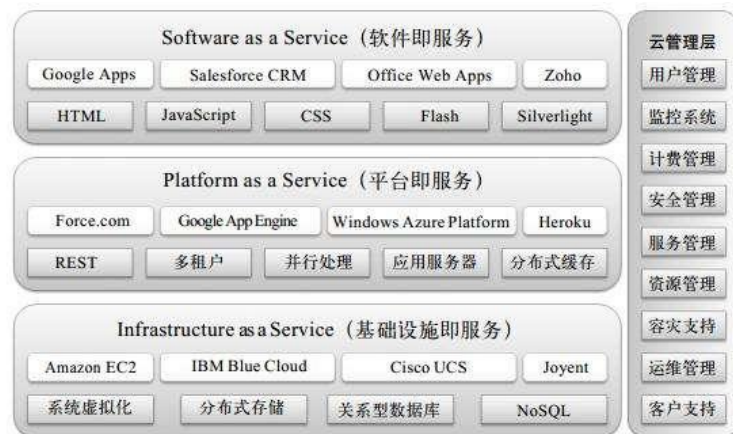 Software as a Service（软件即服务）
Google Apps
Salesforce CRM
Office Web Apps
Zoho
HTML
JavaScript
CSS
Flash
Silverlight
Platform as a Service（平台即服务）
Force.com
Google App Engine
Windows Azure Platform
Heroku
REST
多租户
并行处理
应用服务器
分布式缓存
Infrastructure as a Service（基础设施即服务）
Amazon EC2
IBM Blue Cloud
Cisco UCS
Joyent
系统虚拟化
分布式存储
关系型数据库
NoSQL
云管理层
用户管理
监控系统
计费管理
安全管理
服务管理
资源管理
容灾支持
运维管理
客户支持